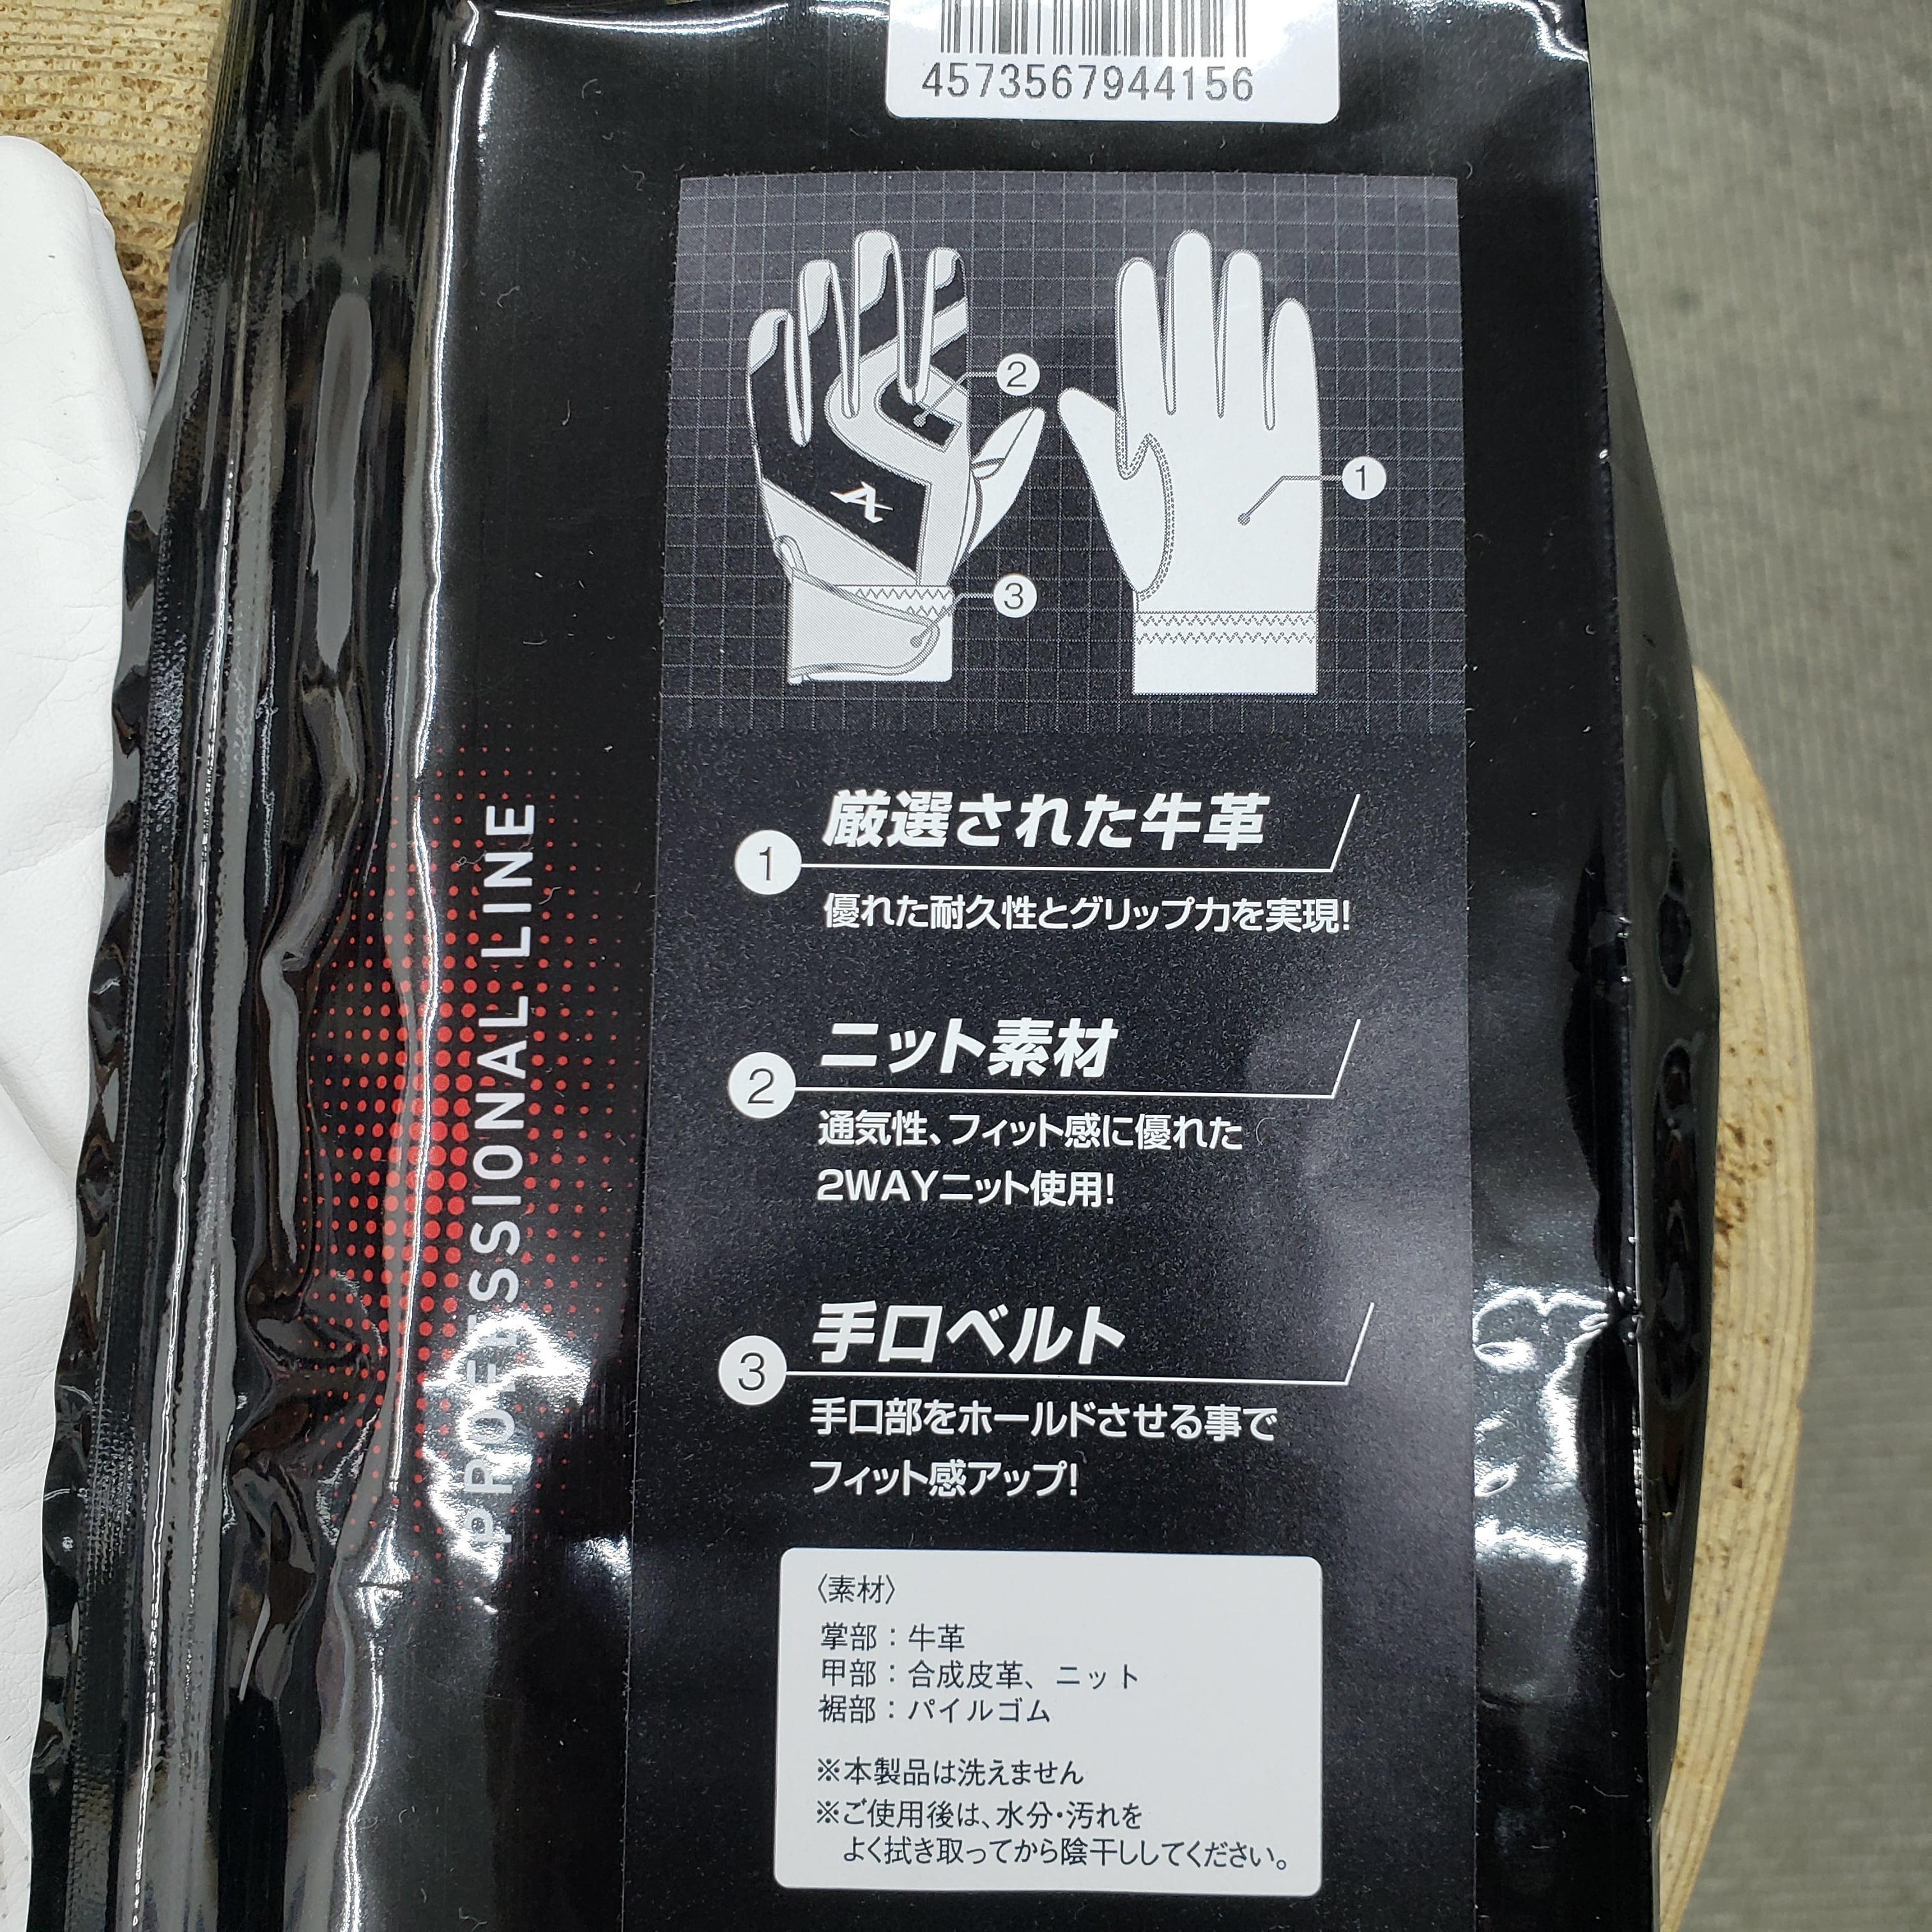 4573567944156
2
1
3
PROFESSIONAL LINE
1
厳選された牛革
優れた耐久性とグリップ力を実現!
2
ニット素材
通気性、フィット感に優れた
2WAYニット使用!
3
手口ベルト
手口部をホールドさせる事で
フィット感アップ!
〈素材〉
掌部：牛革
甲部：合成皮革、ニット
裾部：パイルゴム
※本製品は洗えません
※ご使用後は、水分・汚れを
よく拭き取ってから陰干ししてください。